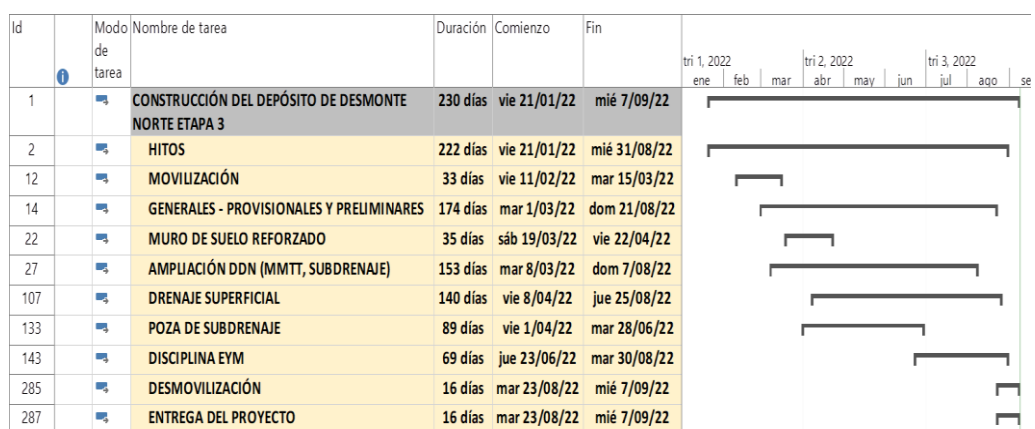 Id Modo de tarea Nombre de tarea Duración Comienzo Fin
tri 1, 2022 tri 2, 2022 tri 3, 2022
ene feb mar abr may jun jul ago se
1 CONSTRUCCIÓN DEL DEPÓSITO DE DESMONTE NORTE ETAPA 3 230 días vie 21/01/22 mié 7/09/22
2 HITOS 222 días vie 21/01/22 mié 31/08/22
12 MOVILIZACIÓN 33 días vie 11/02/22 mar 15/03/22
14 GENERALES - PROVISIONALES Y PRELIMINARES 174 días mar 1/03/22 dom 21/08/22
22 MURO DE SUELO REFORZADO 35 días sáb 19/03/22 vie 22/04/22
27 AMPLIACIÓN DDN (MMTT, SUBDRENAJE) 153 días mar 8/03/22 dom 7/08/22
107 DRENAJE SUPERFICIAL 140 días vie 8/04/22 jue 25/08/22
133 POZA DE SUBDRENAJE 89 días vie 1/04/22 mar 28/06/22
143 DISCIPLINA EYM 69 días jue 23/06/22 mar 30/08/22
285 DESMOVILIZACIÓN 16 días mar 23/08/22 mié 7/09/22
287 ENTREGA DEL PROYECTO 16 días mar 23/08/22 mié 7/09/22